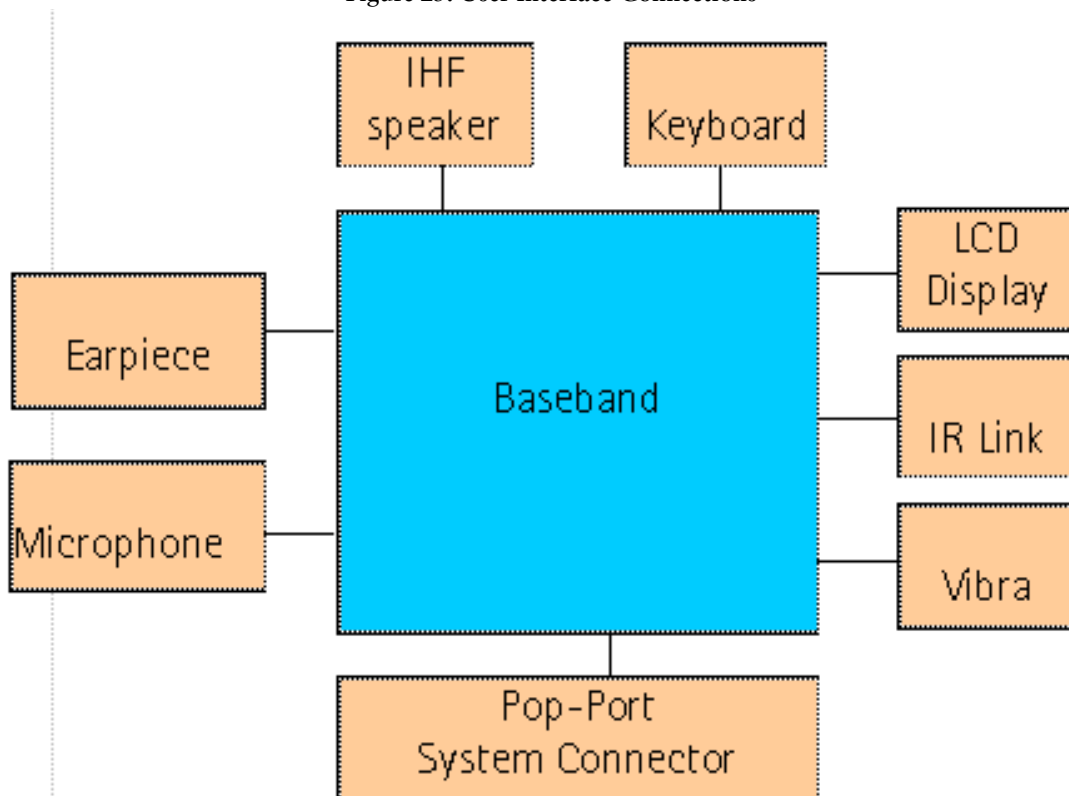 IHF
speaker
Keyboard
LCD
Display
Earpiece
Baseband
IR Link
Microphone
Vibra
Pop-Port
System Connector